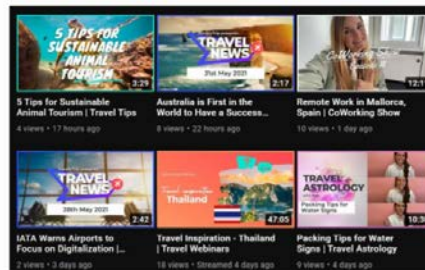 5 TIPS FOR
SUSTAINABLE
ANIMAL
TOURISM
3:29
TRAVEL
NEWS
31st May 2021
2:17
CoWorking Show
5 Tips for Sustainable
Animal Tourism | Travel Tips
4 views • 17 hours ago
Australia is First in the
World to Have a Success...
8 views • 22 hours ago
Remote Work in Mallorca,
Spain | CoWorking Show
10 views • 1 day ago
TRAVEL
NEWS
28th May 2021
2:42
Travel Inspiration
Thailand
47:05
TRAVEL
ASTROLOGY
Packing Tips for
Water Signs
IATA Warns Airports to
Focus on Digitalization |...
2 views • 3 days ago
Travel Inspiration - Thailand
| Travel Webinars
18 views • Streamed 4 days ago
Packing Tips for Water
Signs | Travel Astrology
9 views • 4 days ago